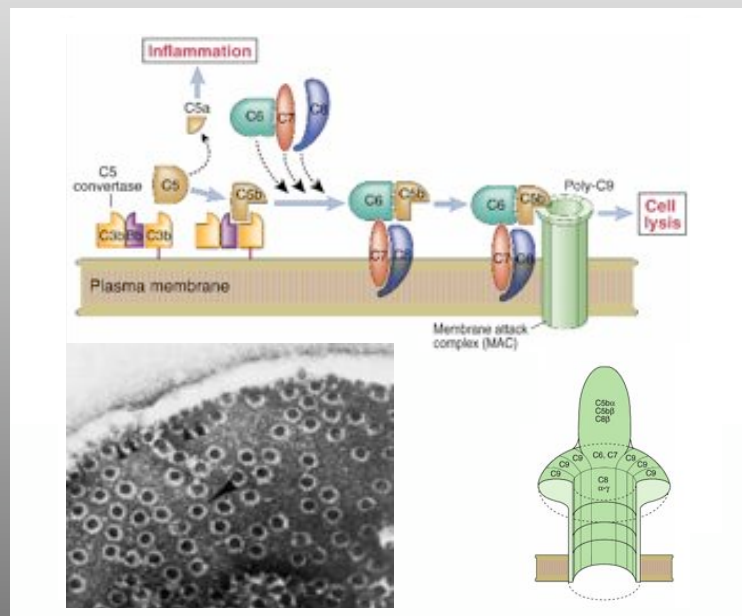 Inflammation
C5a
C6
C7
C8
C5
convertase
C5
C5b
C3b
Bb
C3b
C6
C5b
C7
C8
C6
C5b
C7
C8
Poly-C9
Cell
lysis
Plasma membrane
Membrane attack
complex (MAC)
C5bα
C5bβ
C8β
C9
C6, C7
C9
C9
C9
C9
C9
C8
α-γ